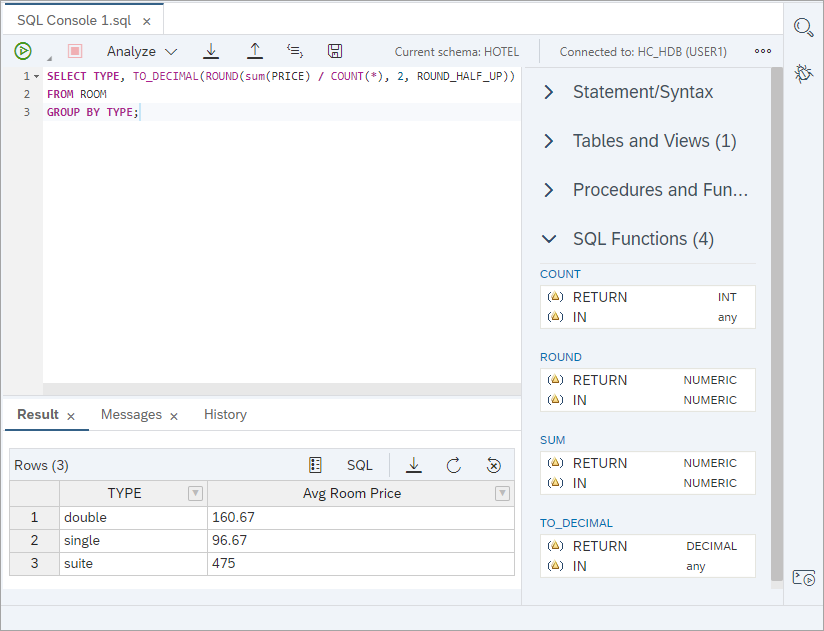 SQL Console 1.sql ×
Analyze
Current schema: HOTEL
Connected to: HC_HDB (USER1)
1 SELECT TYPE, TO_DECIMAL(ROUND(sum(PRICE) / COUNT(*), 2, ROUND_HALF_UP))
2 FROM ROOM
3 GROUP BY TYPE;
Statement/Syntax
Tables and Views (1)
Procedures and Fun...
SQL Functions (4)
COUNT
RETURN INT
IN any
ROUND
RETURN NUMERIC
IN NUMERIC
SUM
RETURN NUMERIC
IN NUMERIC
TO_DECIMAL
RETURN DECIMAL
IN any
Result × Messages × History
Rows (3) SQL
TYPE Avg Room Price
1 double 160.67
2 single 96.67
3 suite 475